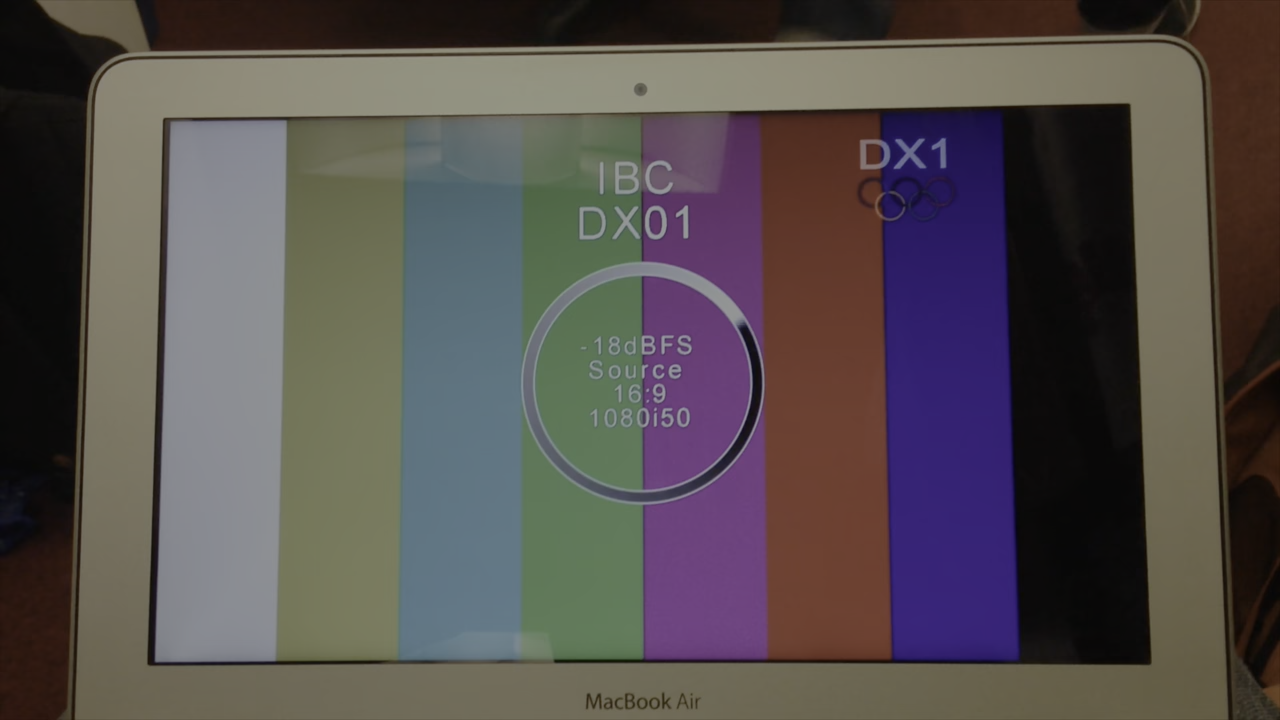 IBC
DX01
DX1
-18dBFS
Source
16:9
1080i50
MacBook Air